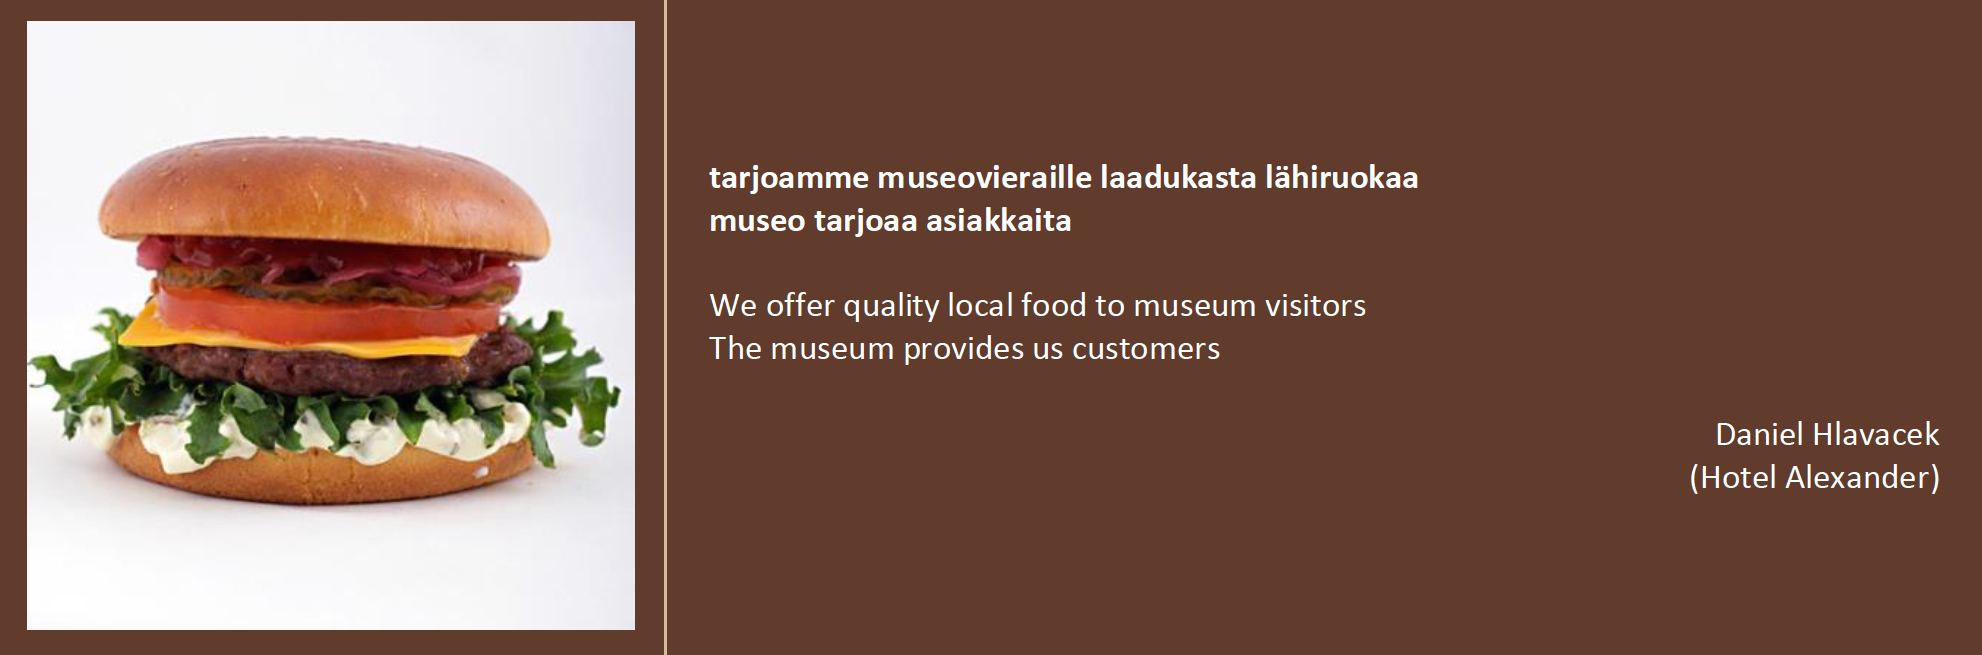 tarjoamme museovieraille laadukasta lähiruokaa
museo tarjoaa asiakkaita
We offer quality local food to museum visitors
The museum provides us customers
Daniel Hlavacek
(Hotel Alexander)